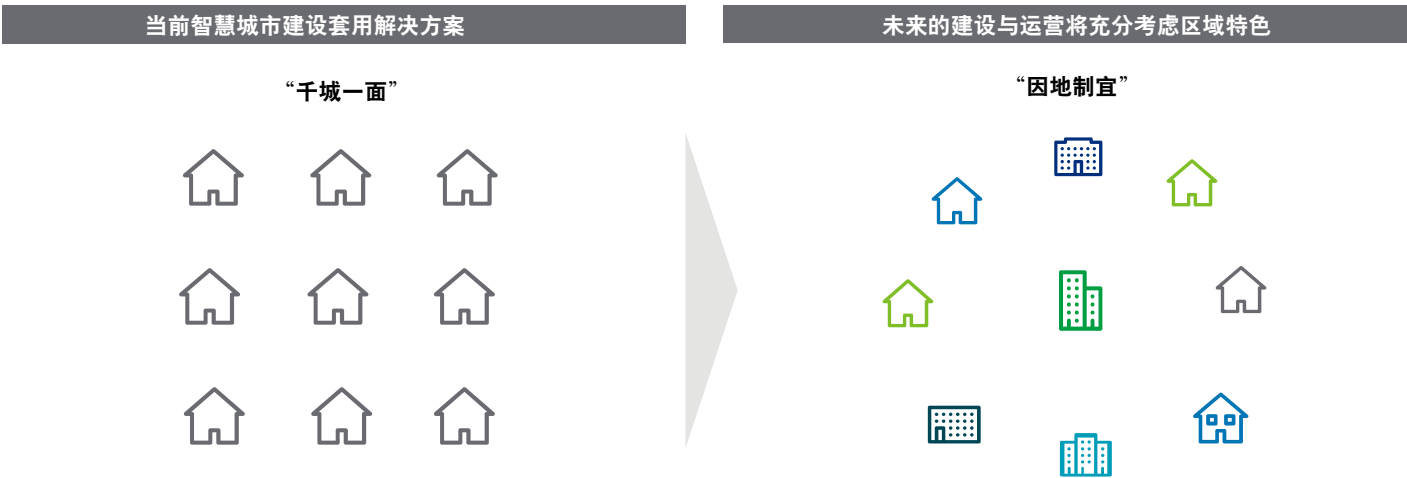 当前智慧城市建设套用解决方案
“千城一面”
未来的建设与运营将充分考虑区域特色
“因地制宜”